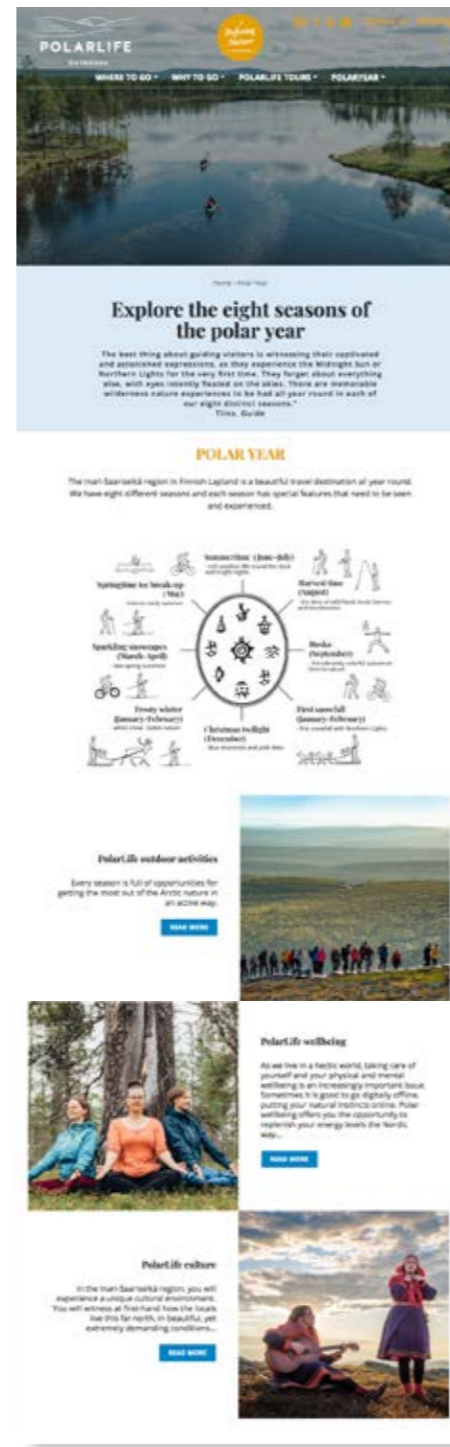 POLARLIFE
OUTDOORS
WHERE TO GO
WHY TO GO
POLARLIFE TOURS
POLARYEAR
Home / Polar Year
Explore the eight seasons of
the polar year
The best thing about guiding visitors is witnessing their captivated
and astonished expressions, as they experience the Midnight Sun or
Northern Lights for the very first time. They forget about everything
else, with eyes intently fixated on the skies. There are memorable
wilderness nature experiences to be had all year round in each of
our eight distinct seasons."
Tiina, Guide
POLAR YEAR
The Inari-Saariselkä region in Finnish Lapland is a beautiful travel destination all year round.
We have eight different seasons and each season has special features that need to be seen
and experienced.
Summertime (June–July)
Springtime ice break-up
(May)
Harvest time
(August)
Sparkling snowscapes
(March–April)
Ruska
(September)
Frosty winter
(January–February)
First snowfall
(January–February)
Christmas twilight
(December)
PolarLife outdoor activities
Every season is full of opportunities for
getting the most out of the Arctic nature in
an active way.
READ MORE
PolarLife wellbeing
As we live in a hectic world, taking care of
yourself and your physical and mental
wellbeing is an increasingly important issue.
Sometimes it is good to go digitally offline,
putting your natural instincts online. Polar
wellbeing offers you the opportunity to
replenish your energy levels the Nordic
way...
READ MORE
PolarLife culture
In the Inari-Saariselkä region, you will
experience a unique cultural environment.
You will witness at first-hand how the locals
live this far north, in beautiful, yet
extremely demanding conditions...
READ MORE